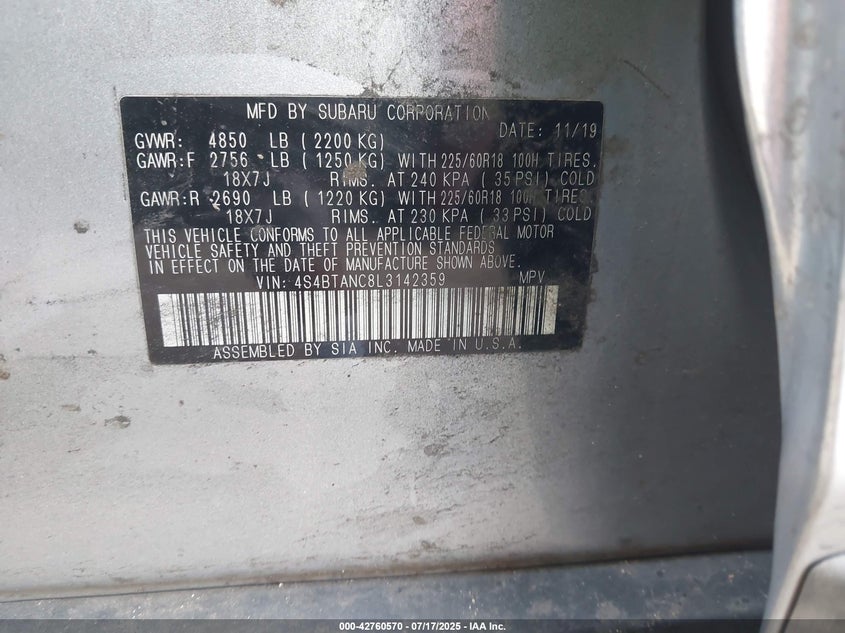 MFD BY SUBARU CORPORATION
DATE: 11/19
GVWR: 4850 LB (2200 KG)
GAWR:F 2756 LB (1250 KG) WITH 225/60R18 100H TIRES.
18X7J RIMS. AT 240 KPA (35 PSI) COLD
GAWR:R 2690 LB (1220 KG) WITH 225/60R18 100H TIRES
18X7J RIMS. AT 230 KPA (33 PSI) COLD
THIS VEHICLE CONFORMS TO ALL APPLICABLE FEDERAL MOTOR
VEHICLE SAFETY AND THEFT PREVENTION STANDARDS
IN EFFECT ON THE DATE OF MANUFACTURE SHOWN ABOVE.
VIN: 4S4BTANC8L3142359 MPV
ASSEMBLED BY SIA INC. MADE IN U.S.A.
000-42760570 - 07/17/2025 - IAA Inc.